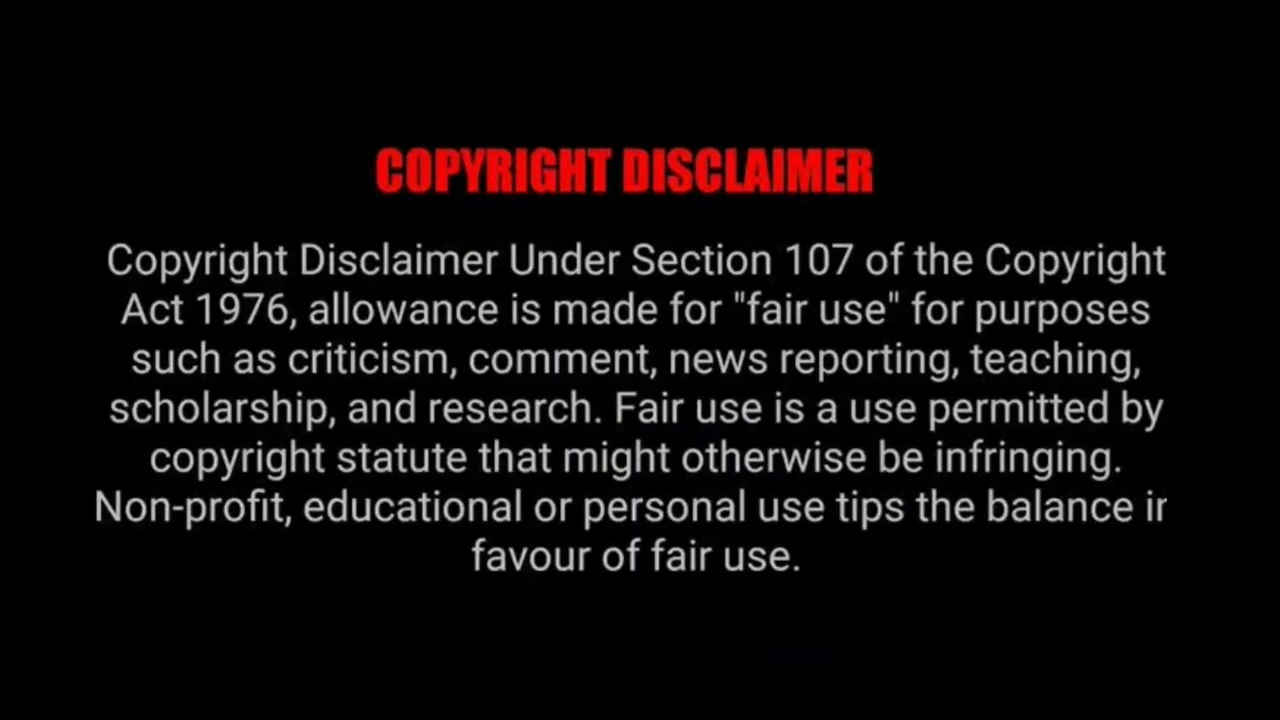 COPYRIGHT DISCLAIMER
Copyright Disclaimer Under Section 107 of the Copyright
Act 1976, allowance is made for "fair use" for purposes
such as criticism, comment, news reporting, teaching,
scholarship, and research. Fair use is a use permitted by
copyright statute that might otherwise be infringing.
Non-profit, educational or personal use tips the balance
favour of fair use.